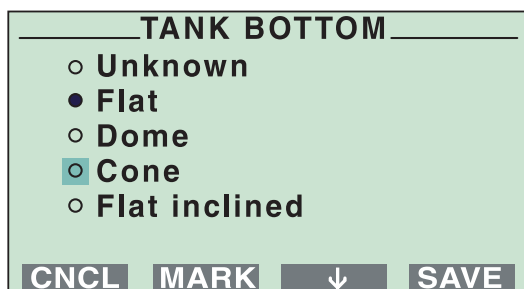 TANK BOTTOM
Unknown
Flat
Dome
Cone
Flat inclined
CNCL MARK ↓ SAVE